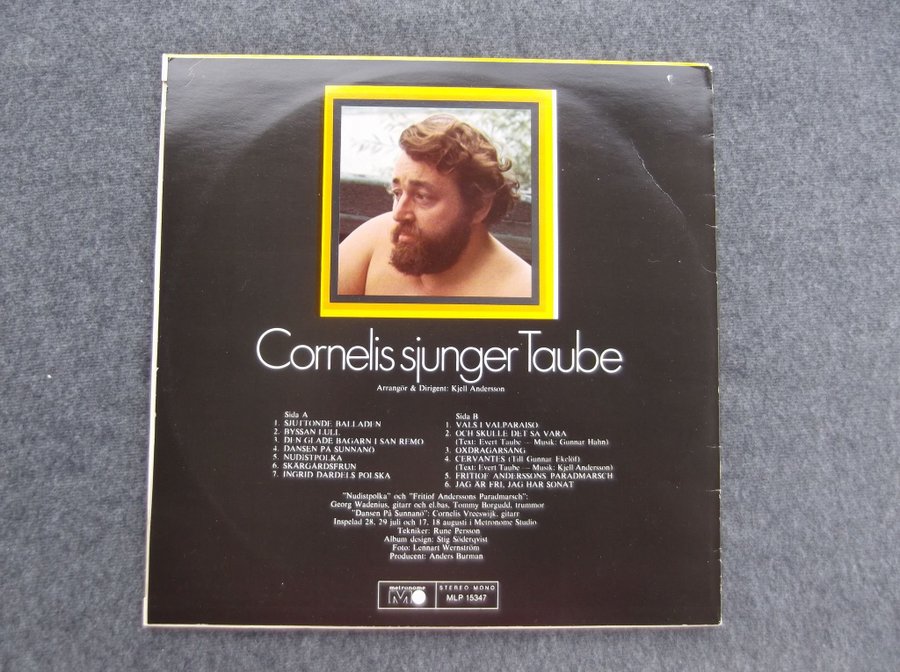 Cornelis sjunger Taube
Arrangör & Dirigent: Kjell Andersson
Sida A
1. SJUTTONDE BALLADEN
2. BYSSAN LULL
3. DEN GLADE BAGARN I SAN REMO
4. DANSEN PÅ SUNNANÖ
5. NUDISTPOLKA
6. SKÄRGÅRDSFRUN
7. INGRID DARDELS POLSKA
Sida B
1. VALS I VALPARAISO
2. OCH SKULLE DET SÅ VARA
(Text: Evert Taube — Musik: Gunnar Hahn)
3. OXDRAGARSÅNG
4. CERVANTES (Till Gunnar Ekelöf)
(Text: Evert Taube — Musik: Kjell Andersson)
5. FRITIOF ANDERSSONS PARADMARSCH
6. JAG ÄR FRI, JAG HAR SONAT
"Nudistpolka" och "Fritiof Anderssons Paradmarsch":
Georg Wadenius, gitarr och el.bas, Tommy Borgudd, trummor
"Dansen På Sunnanö": Cornelis Vreeswijk, gitarr
Inspelad 28, 29 juli och 17, 18 augusti i Metronome Studio
Tekniker: Rune Persson
Album design: Stig Söderqvist
Foto: Lennart Wernström
Producent: Anders Burman
metronome
STEREO MONO
MLP 15347